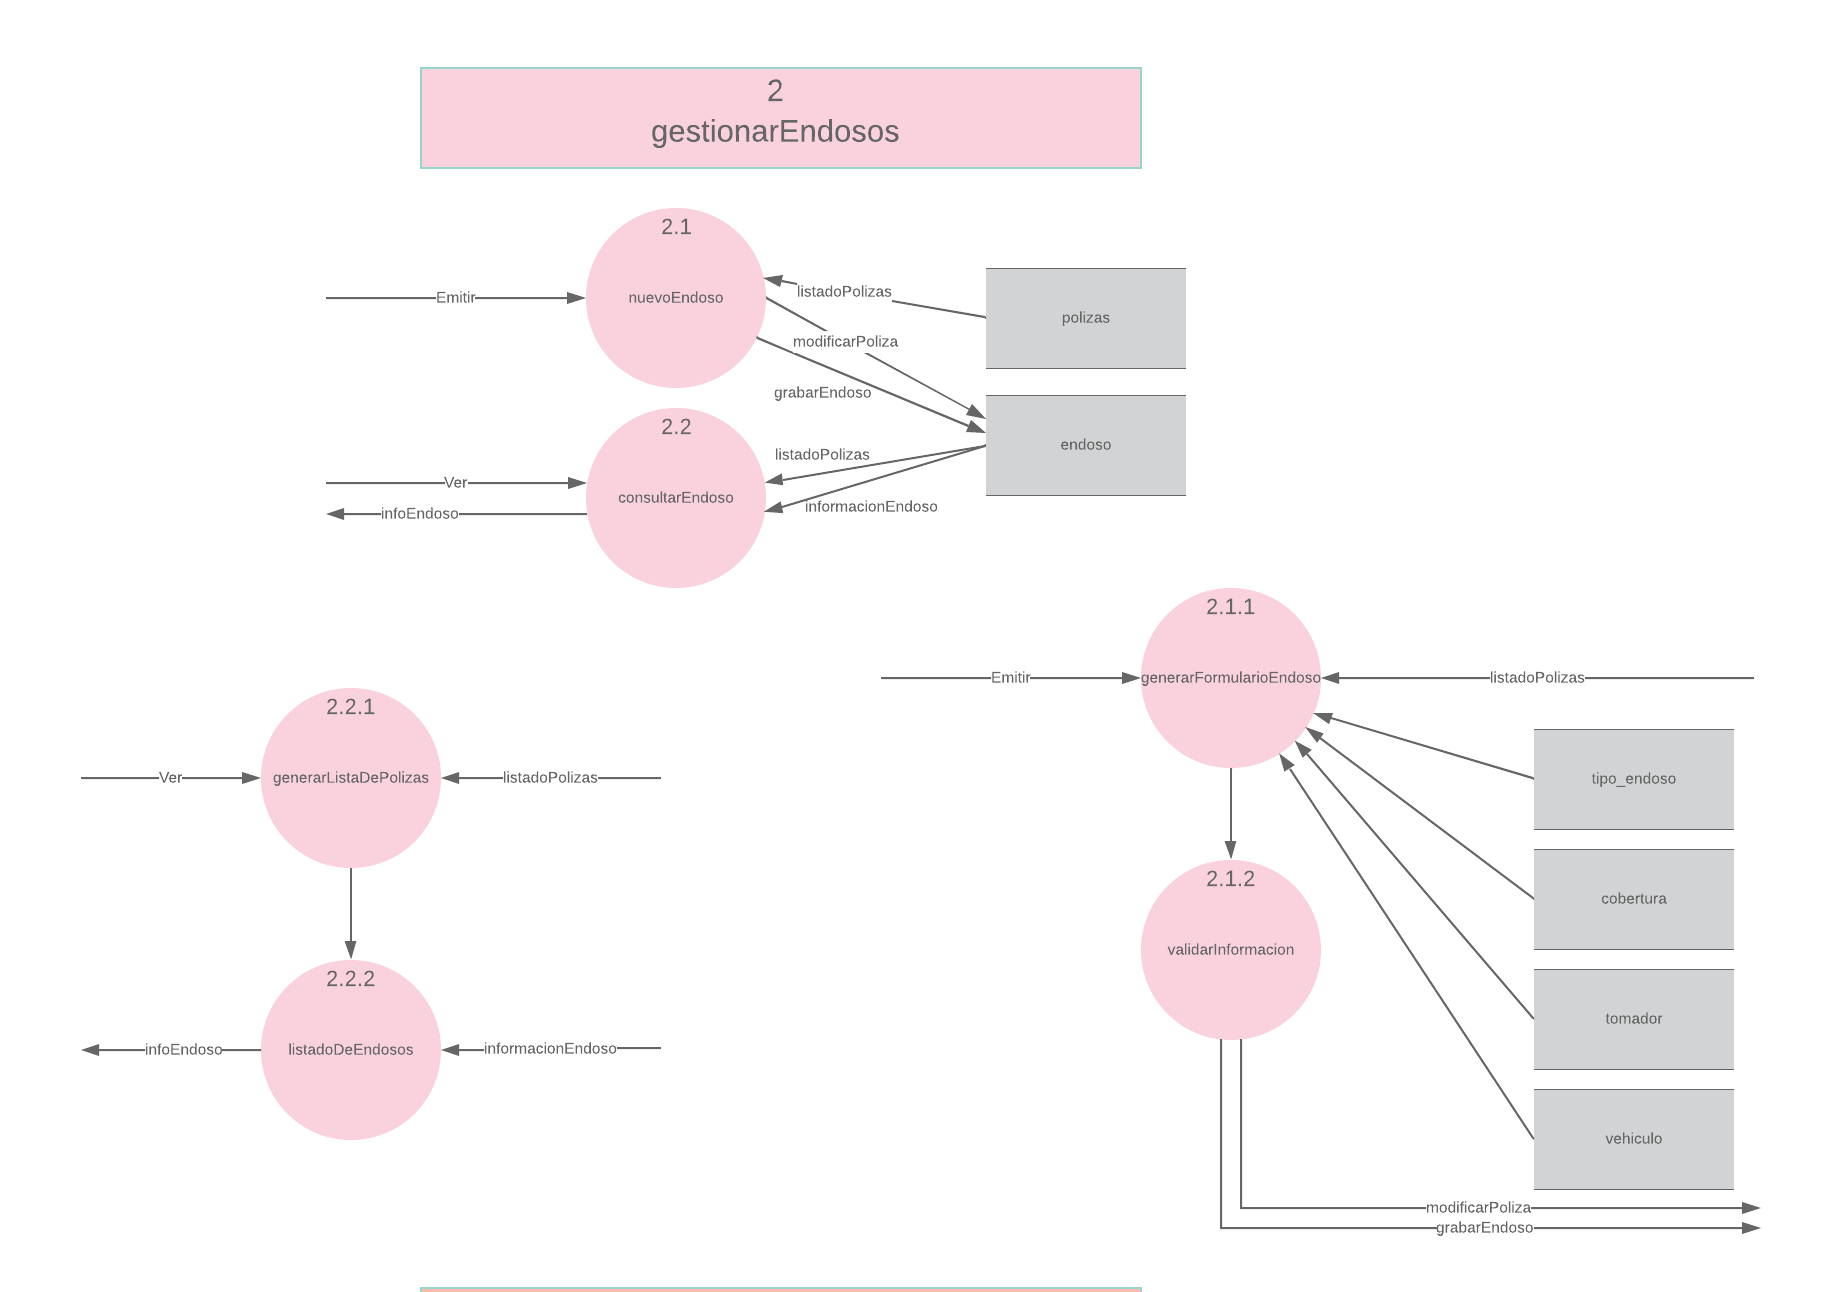 2
gestionarEndosos
2.1
nuevoEndoso
Emitir
listadoPolizas
polizas
modificarPoliza
grabarEndoso
endoso
2.2
consultarEndoso
Ver
infoEndoso
listadoPolizas
informacionEndoso
2.1.1
generarFormularioEndoso
Emitir
listadoPolizas
tipo_endoso
cobertura
tomador
vehiculo
2.1.2
validarInformacion
modificarPoliza
grabarEndoso
2.2.1
generarListaDePolizas
Ver
listadoPolizas
2.2.2
listadoDeEndosos
infoEndoso
informacionEndoso